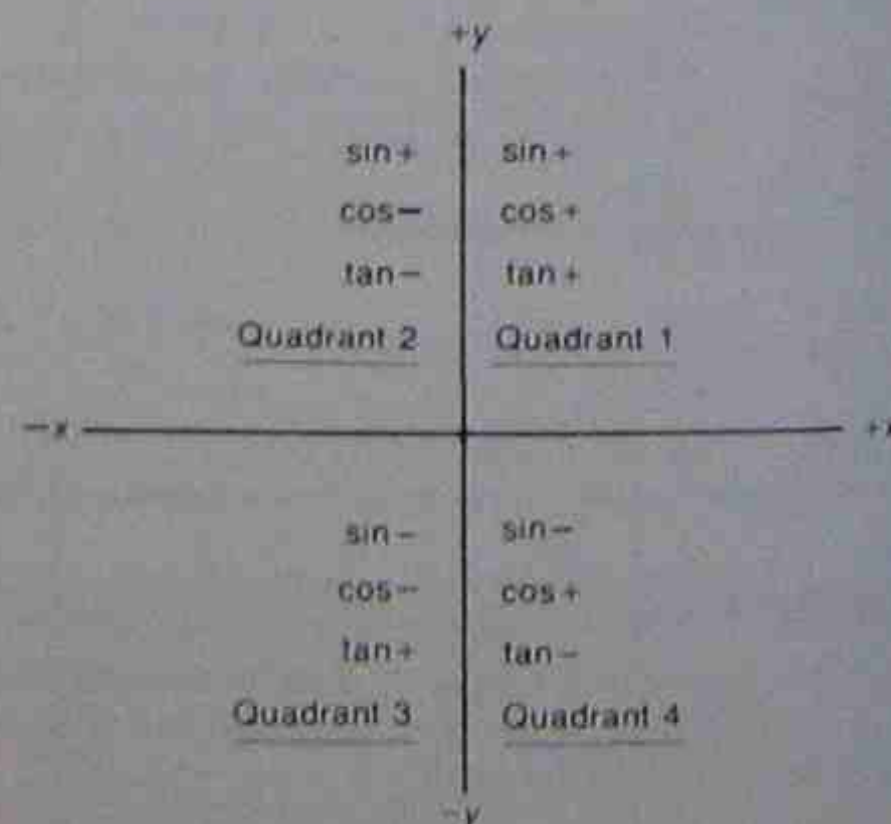 +y
sin+ sin+
cos− cos+
tan− tan+
Quadrant 2 Quadrant 1
−x +x
sin− sin−
cos− cos+
tan+ tan−
Quadrant 3 Quadrant 4
−y